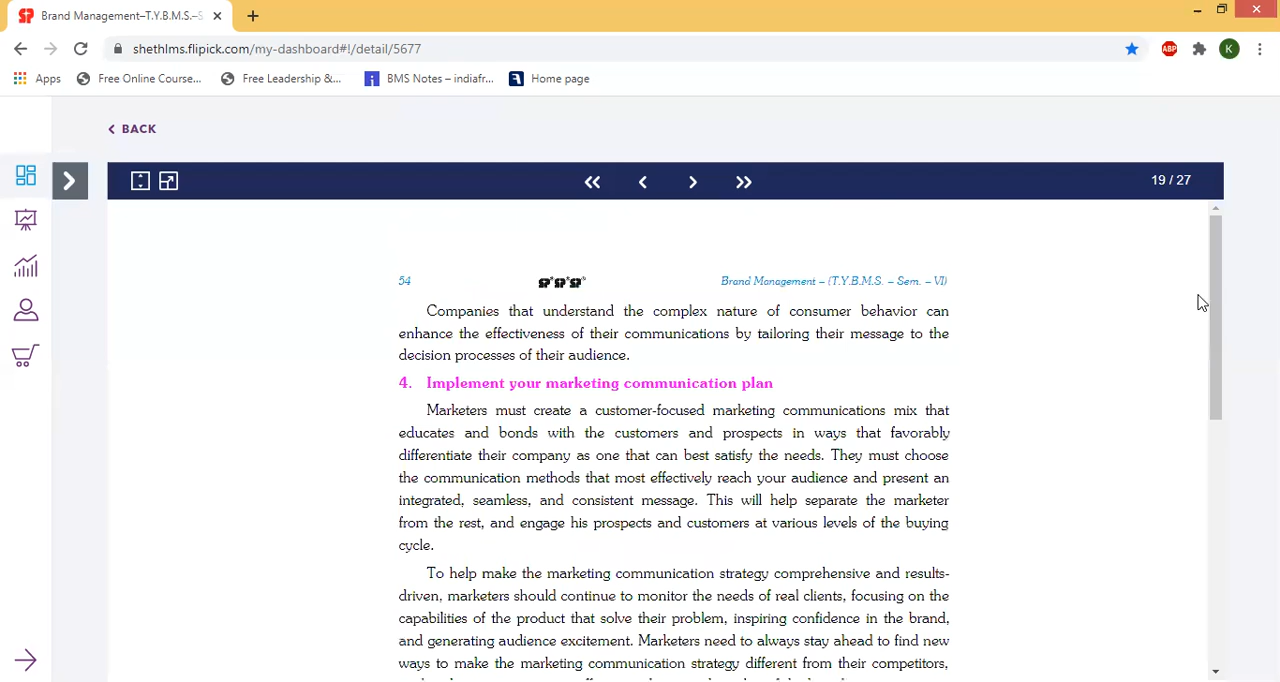 Brand Management–T.Y.B.M.S.–S
shethlms.flipick.com/my-dashboard#!/detail/5677
ABP
K
Apps
Free Online Course...
Free Leadership &...
BMS Notes – indiafr...
Home page
BACK
19 / 27
54
Brand Management – (T.Y.B.M.S. – Sem. – VI)
Companies that understand the complex nature of consumer behavior can
enhance the effectiveness of their communications by tailoring their message to the
decision processes of their audience.
4. Implement your marketing communication plan
Marketers must create a customer-focused marketing communications mix that
educates and bonds with the customers and prospects in ways that favorably
differentiate their company as one that can best satisfy the needs. They must choose
the communication methods that most effectively reach your audience and present an
integrated, seamless, and consistent message. This will help separate the marketer
from the rest, and engage his prospects and customers at various levels of the buying
cycle.
To help make the marketing communication strategy comprehensive and results-
driven, marketers should continue to monitor the needs of real clients, focusing on the
capabilities of the product that solve their problem, inspiring confidence in the brand,
and generating audience excitement. Marketers need to always stay ahead to find new
ways to make the marketing communication strategy different from their competitors,